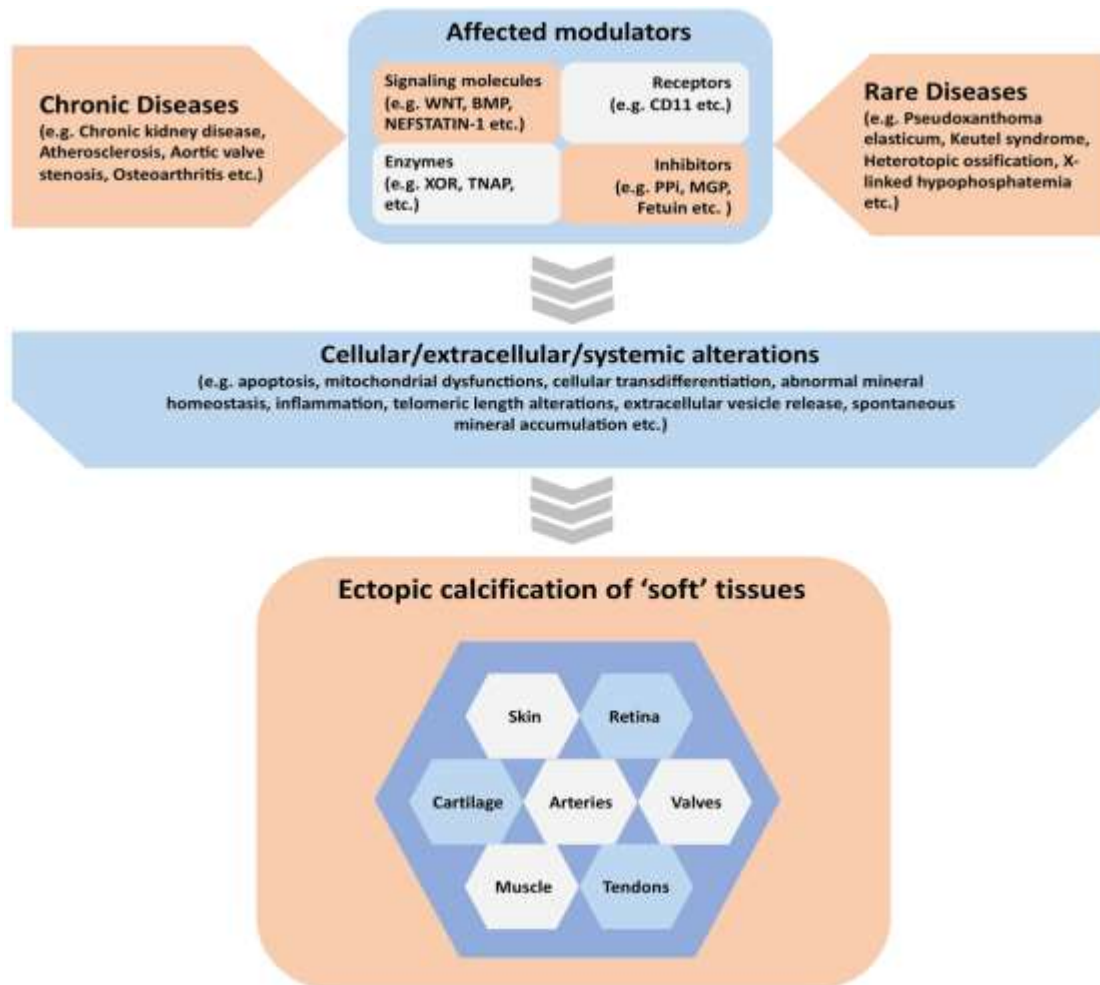 Affected modulators
Signaling molecules
(e.g. WNT, BMP,
NEFSTATIN-1 etc.)
Receptors
(e.g. CD11 etc.)
Enzymes
(e.g. XOR, TNAP,
etc.)
Inhibitors
(e.g. PPi, MGP,
Fetuin etc. )
Chronic Diseases
(e.g. Chronic kidney disease,
Atherosclerosis, Aortic valve
stenosis, Osteoarthritis etc.)
Rare Diseases
(e.g. Pseudoxanthoma
elasticum, Keutel syndrome,
Heterotopic ossification, X-
linked hypophosphatemia
etc.)
Cellular/extracellular/systemic alterations
(e.g. apoptosis, mitochondrial dysfunctions, cellular transdifferentiation, abnormal mineral
homeostasis, inflammation, telomeric length alterations, extracellular vesicle release, spontaneous
mineral accumulation etc.)
Ectopic calcification of ‘soft’ tissues
Skin
Retina
Cartilage
Arteries
Valves
Muscle
Tendons